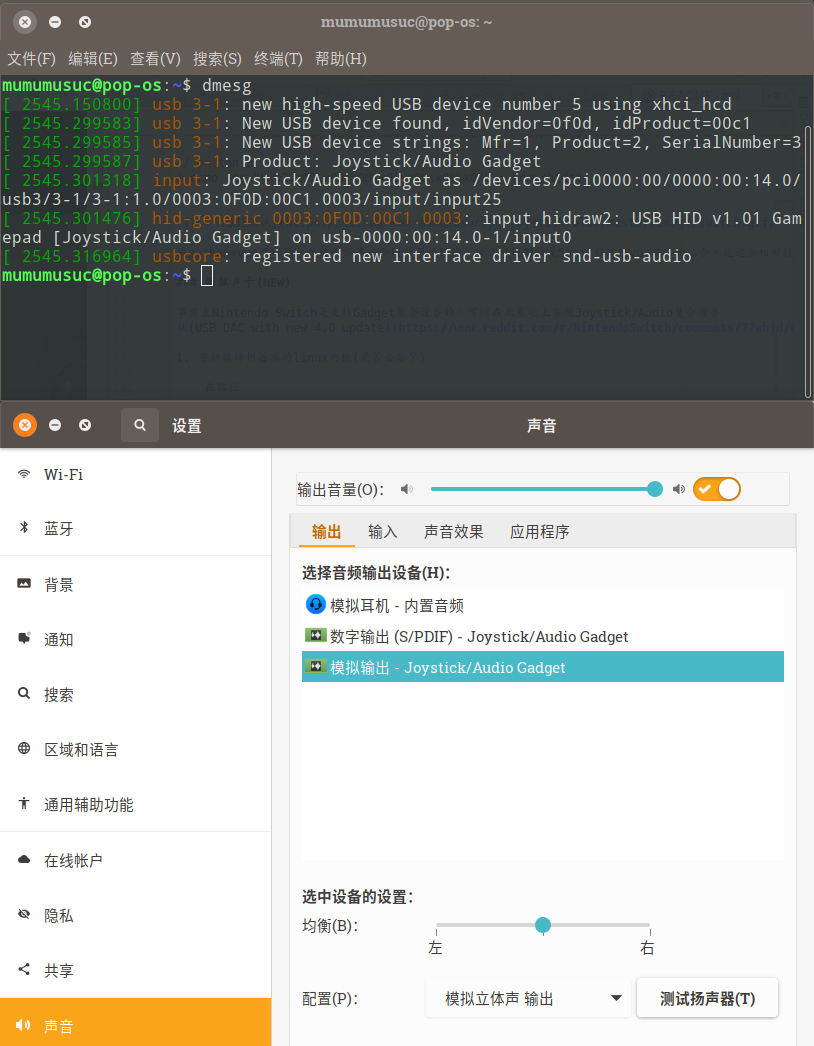 mumumusuc@pop-os: ~
文件(F) 编辑(E) 查看(V) 搜索(S) 终端(T) 帮助(H)
mumumusuc@pop-os:~$ dmesg
[ 2545.150800] usb 3-1: new high-speed USB device number 5 using xhci_hcd
[ 2545.299583] usb 3-1: New USB device found, idVendor=0f0d, idProduct=00c1
[ 2545.299585] usb 3-1: New USB device strings: Mfr=1, Product=2, SerialNumber=3
[ 2545.299587] usb 3-1: Product: Joystick/Audio Gadget
[ 2545.301318] input: Joystick/Audio Gadget as /devices/pci0000:00/0000:00:14.0/
usb3/3-1/3-1:1.0/0003:0F0D:00C1.0003/input/input25
[ 2545.301476] hid-generic 0003:0F0D:00C1.0003: input,hidraw2: USB HID v1.01 Gam
epad [Joystick/Audio Gadget] on usb-0000:00:14.0-1/input0
[ 2545.316964] usbcore: registered new interface driver snd-usb-audio
mumumusuc@pop-os:~$
设置
声音
Wi-Fi
蓝牙
背景
通知
搜索
区域和语言
通用辅助功能
在线帐户
隐私
共享
声音
输出音量(O)：
输出 输入 声音效果 应用程序
选择音频输出设备(H)：
模拟耳机 - 内置音频
数字输出 (S/PDIF) - Joystick/Audio Gadget
模拟输出 - Joystick/Audio Gadget
选中设备的设置：
均衡(B)：
左 右
配置(P)： 模拟立体声 输出 测试扬声器(T)